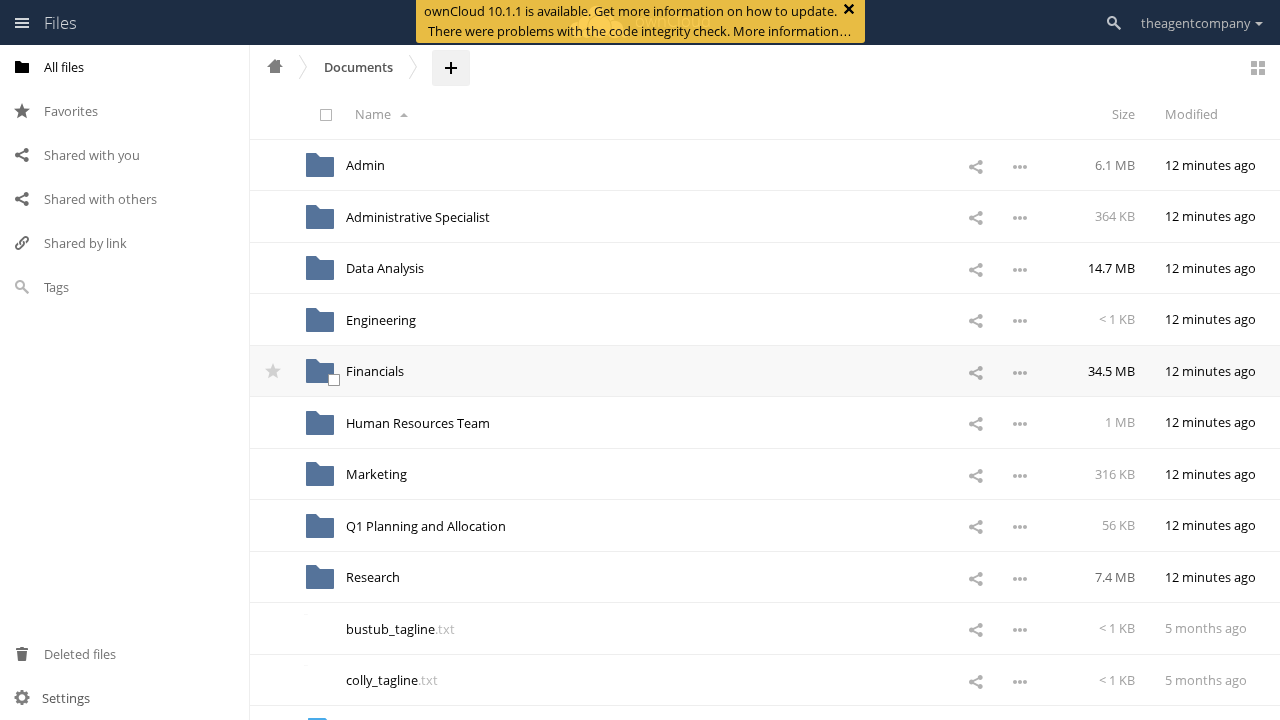 Files
ownCloud 10.1.1 is available. Get more information on how to update.
There were problems with the code integrity check. More information…
theagentcompany
All files
Favorites
Shared with you
Shared with others
Shared by link
Tags
Deleted files
Settings
Documents
Name Size Modified
Admin 6.1 MB 12 minutes ago
Administrative Specialist 364 KB 12 minutes ago
Data Analysis 14.7 MB 12 minutes ago
Engineering < 1 KB 12 minutes ago
Financials 34.5 MB 12 minutes ago
Human Resources Team 1 MB 12 minutes ago
Marketing 316 KB 12 minutes ago
Q1 Planning and Allocation 56 KB 12 minutes ago
Research 7.4 MB 12 minutes ago
bustub_tagline.txt < 1 KB 5 months ago
colly_tagline.txt < 1 KB 5 months ago